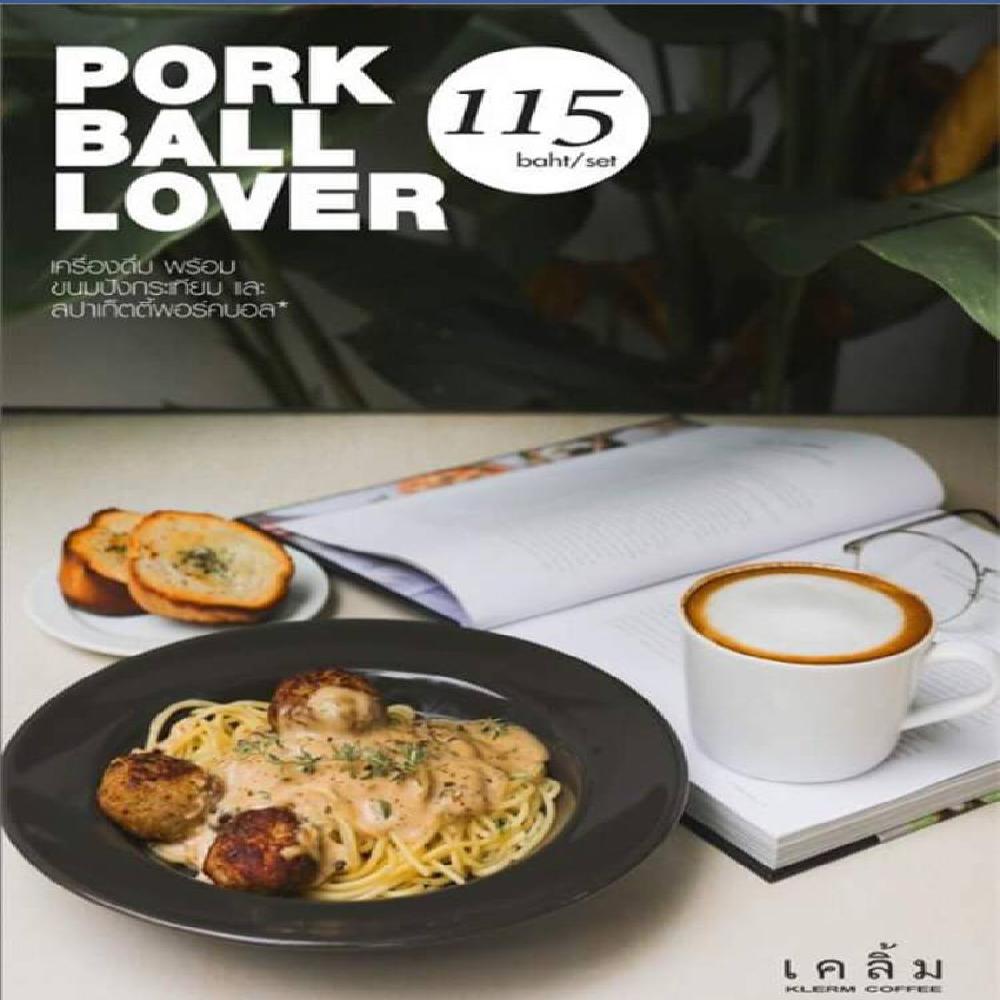 PORK
BALL
LOVER
115
baht/set
เครื่องดื่ม พร้อม
ขนมปังกระเทียม และ
สปาเก็ตตี้พอร์คบอล*
เคลิ้ม
KLERM COFFEE